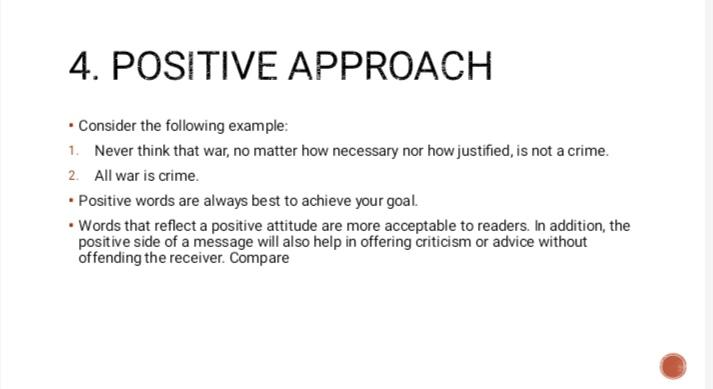 4. POSITIVE APPROACH
• Consider the following example:
1. Never think that war, no matter how necessary nor how justified, is not a crime.
2. All war is crime.
• Positive words are always best to achieve your goal.
• Words that reflect a positive attitude are more acceptable to readers. In addition, the
positive side of a message will also help in offering criticism or advice without
offending the receiver. Compare